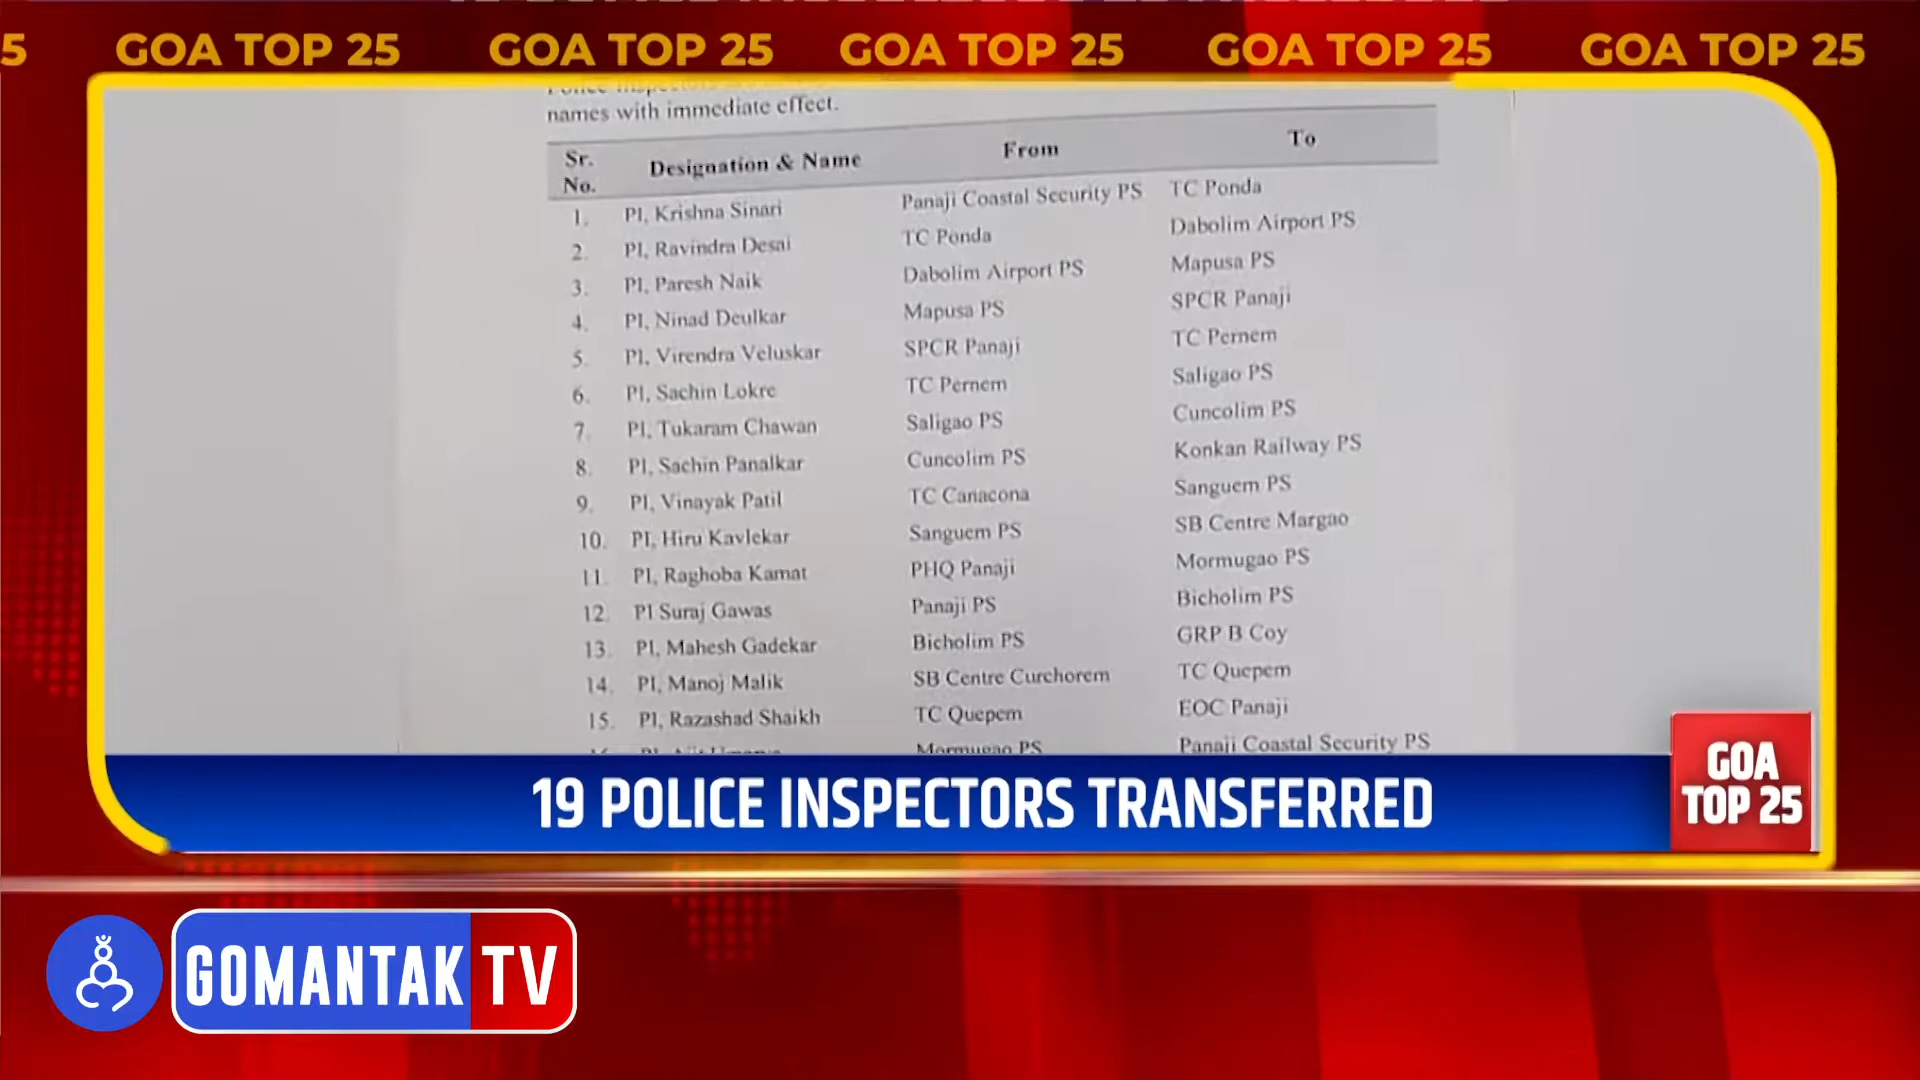 5 GOA TOP 25 GOA TOP 25 GOA TOP 25 GOA TOP 25 GOA TOP 25
names with immediate effect.
Sr. No. Designation & Name From To
1. PI, Krishna Sinari Panaji Coastal Security PS TC Ponda
2. PI, Ravindra Desai TC Ponda Dabolim Airport PS
3. PI, Paresh Naik Dabolim Airport PS Mapusa PS
4. PI, Ninad Deulkar Mapusa PS SPCR Panaji
5. PI, Virendra Veluskar SPCR Panaji TC Pernem
6. PI, Sachin Lokre TC Pernem Saligao PS
7. PI, Tukaram Chawan Saligao PS Cuncolim PS
8. PI, Sachin Panalkar Cuncolim PS Konkan Railway PS
9. PI, Vinayak Patil TC Canacona Sanguem PS
10. PI, Hiru Kavlekar Sanguem PS SB Centre Margao
11. PI, Raghoba Kamat PHQ Panaji Mormugao PS
12. PI Suraj Gawas Panaji PS Bicholim PS
13. PI, Mahesh Gadekar Bicholim PS GRP B Coy
14. PI, Manoj Malik SB Centre Curchorem TC Quepem
15. PI, Razashad Shaikh TC Quepem EOC Panaji
Mormugao PS Panaji Coastal Security PS
19 POLICE INSPECTORS TRANSFERRED
GOA
TOP 25
GOMANTAK TV